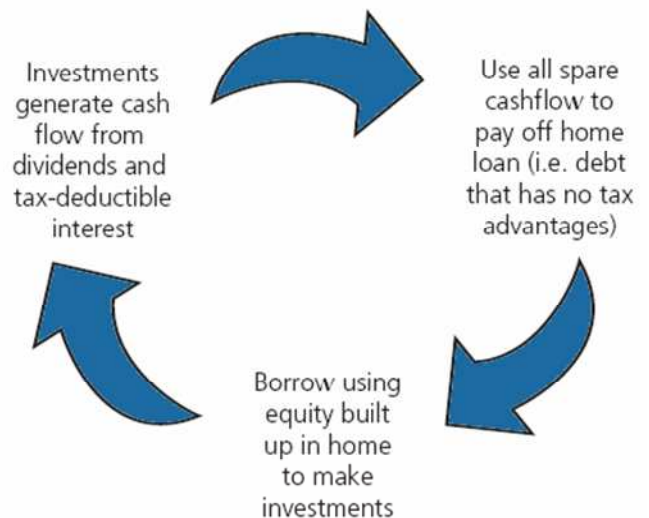 Investments
generate cash
flow from
dividends and
tax-deductible
interest
Use all spare
cashflow to
pay off home
loan (i.e. debt
that has no tax
advantages)
Borrow using
equity built
up in home
to make
investments